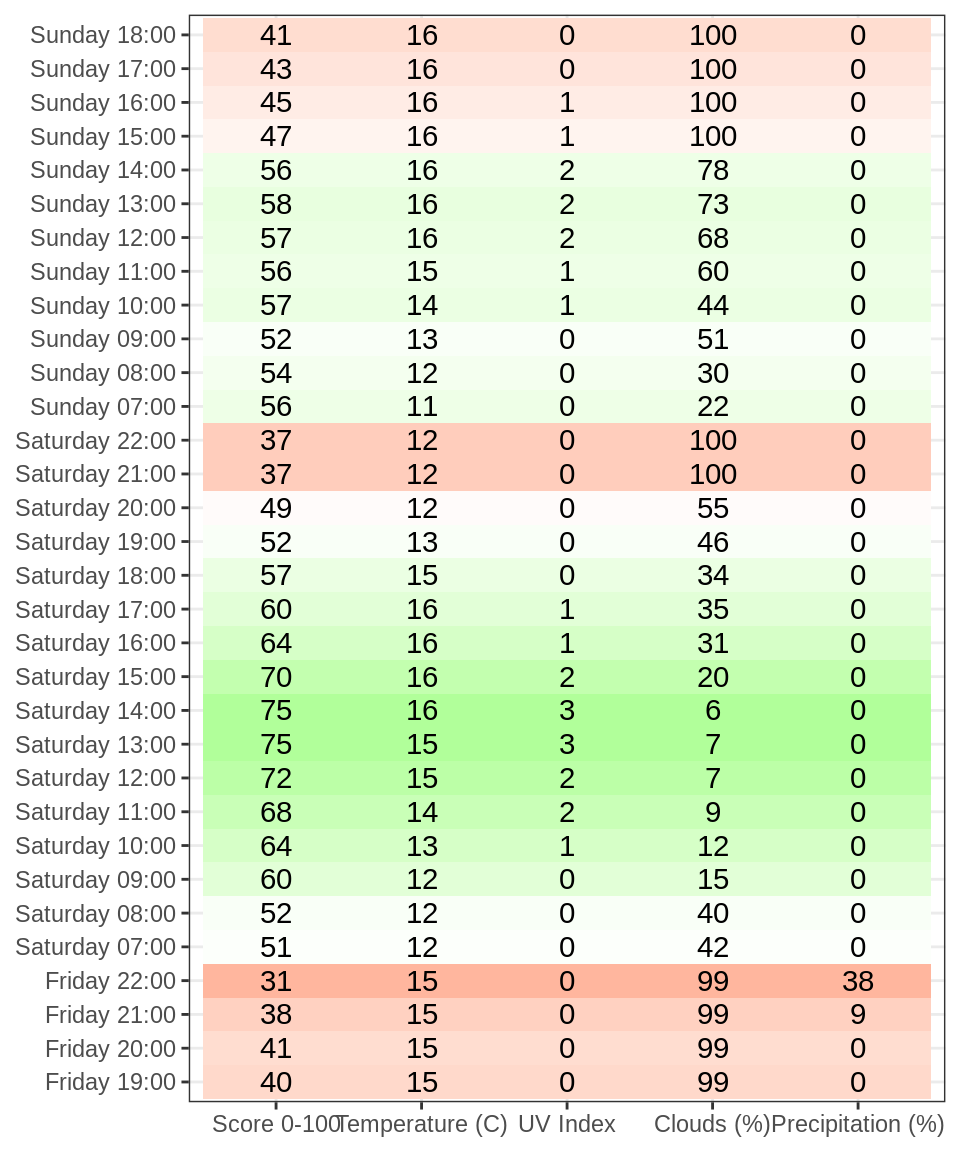 Sunday 18:00 41 16 0 100 0
Sunday 17:00 43 16 0 100 0
Sunday 16:00 45 16 1 100 0
Sunday 15:00 47 16 1 100 0
Sunday 14:00 56 16 2 78 0
Sunday 13:00 58 16 2 73 0
Sunday 12:00 57 16 2 68 0
Sunday 11:00 56 15 1 60 0
Sunday 10:00 57 14 1 44 0
Sunday 09:00 52 13 0 51 0
Sunday 08:00 54 12 0 30 0
Sunday 07:00 56 11 0 22 0
Saturday 22:00 37 12 0 100 0
Saturday 21:00 37 12 0 100 0
Saturday 20:00 49 12 0 55 0
Saturday 19:00 52 13 0 46 0
Saturday 18:00 57 15 0 34 0
Saturday 17:00 60 16 1 35 0
Saturday 16:00 64 16 1 31 0
Saturday 15:00 70 16 2 20 0
Saturday 14:00 75 16 3 6 0
Saturday 13:00 75 15 3 7 0
Saturday 12:00 72 15 2 7 0
Saturday 11:00 68 14 2 9 0
Saturday 10:00 64 13 1 12 0
Saturday 09:00 60 12 0 15 0
Saturday 08:00 52 12 0 40 0
Saturday 07:00 51 12 0 42 0
Friday 22:00 31 15 0 99 38
Friday 21:00 38 15 0 99 9
Friday 20:00 41 15 0 99 0
Friday 19:00 40 15 0 99 0
Score 0-100 Temperature (C) UV Index Clouds (%) Precipitation (%)